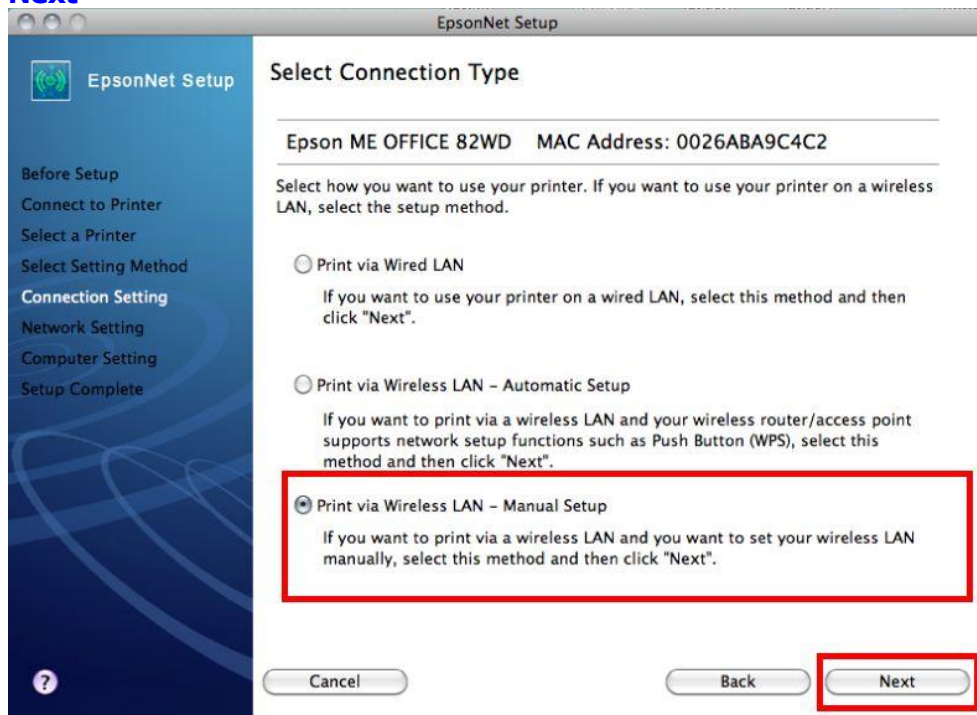 Next
EpsonNet Setup
EpsonNet Setup
Before Setup
Connect to Printer
Select a Printer
Select Setting Method
Connection Setting
Network Setting
Computer Setting
Setup Complete
?
Select Connection Type
Epson ME OFFICE 82WD MAC Address: 0026ABA9C4C2
Select how you want to use your printer. If you want to use your printer on a wireless
LAN, select the setup method.
Print via Wired LAN
If you want to use your printer on a wired LAN, select this method and then
click "Next".
Print via Wireless LAN – Automatic Setup
If you want to print via a wireless LAN and your wireless router/access point
supports network setup functions such as Push Button (WPS), select this
method and then click "Next".
Print via Wireless LAN – Manual Setup
If you want to print via a wireless LAN and you want to set your wireless LAN
manually, select this method and then click "Next".
Cancel
Back
Next